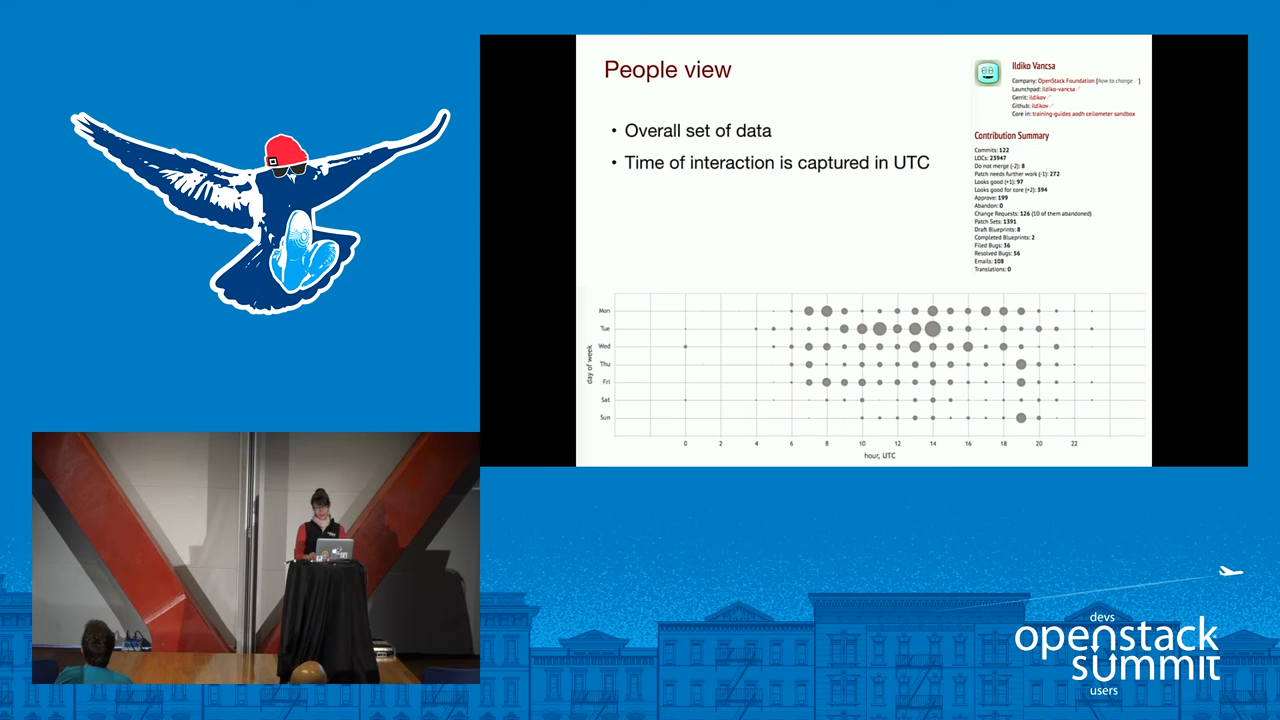 People view
• Overall set of data
• Time of interaction is captured in UTC
Ildiko Vancsa
Company: OpenStack Foundation [how to change]
Launchpad: ildiko-vancsa
Gerrit: ildikov
Github: ildikov
Core in: training-guides aodh ceilometer sandbox
Contribution Summary
Commits: 122
LOCs: 23947
Do not merge (-2): 8
Patch needs further work (-1): 272
Looks good (+1): 97
Looks good for core (+2): 394
Approve: 199
Abandon: 0
Change Requests: 126 (10 of them abandoned)
Patch Sets: 1391
Draft Blueprints: 8
Completed Blueprints: 2
Filed Bugs: 36
Resolved Bugs: 36
Emails: 108
Translations: 0
day of week
Mon
Tue
Wed
Thu
Fri
Sat
Sun
0 2 4 6 8 10 12 14 16 18 20 22
hour, UTC
devs
openstack
summit
users